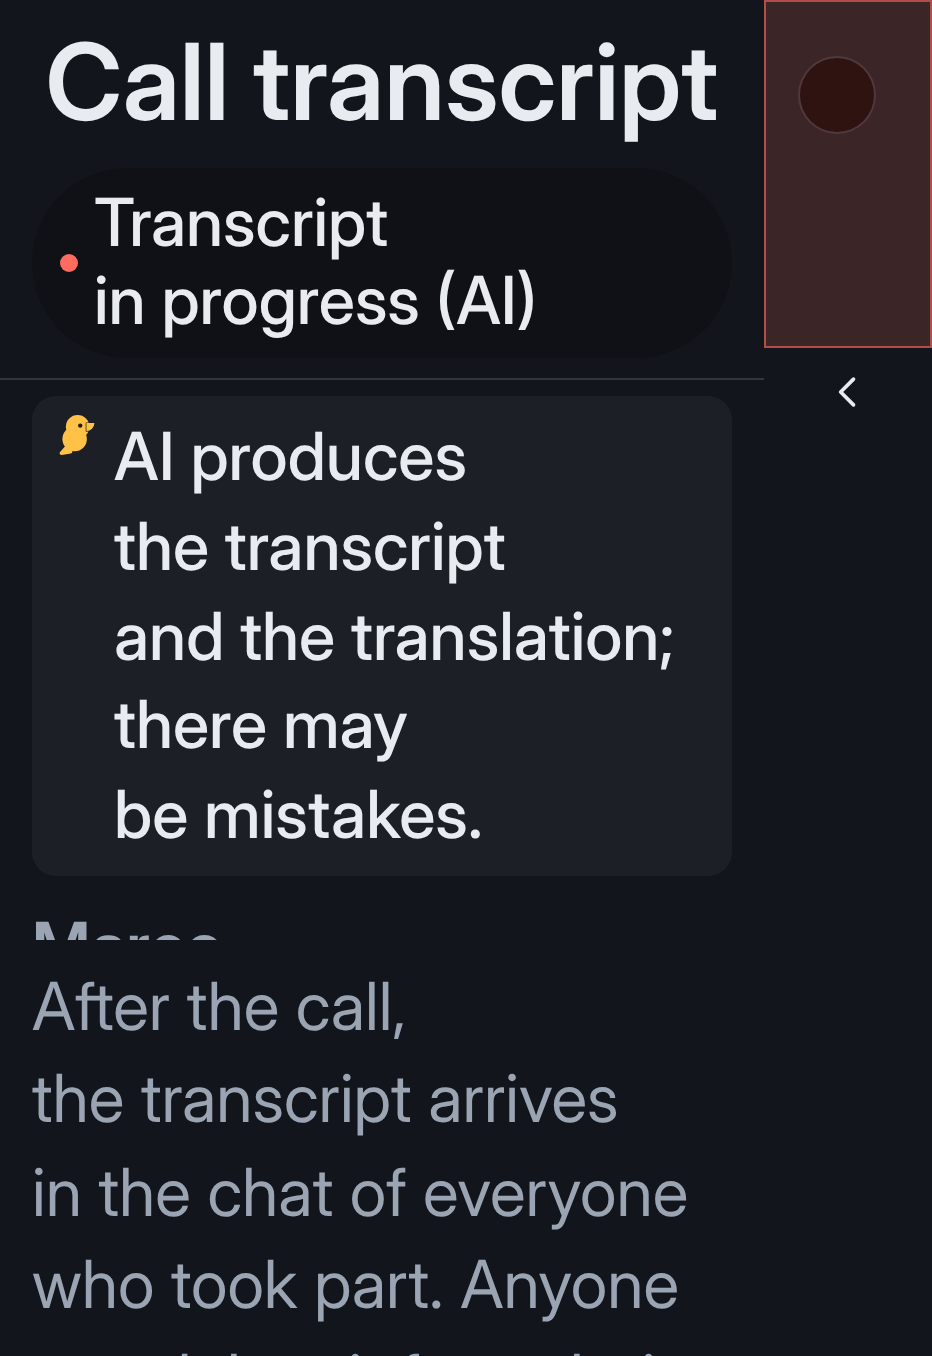 Call transcript
Transcript
in progress (AI)
AI produces
the transcript
and the translation;
there may
be mistakes.
After the call,
the transcript arrives
in the chat of everyone
who took part. Anyone